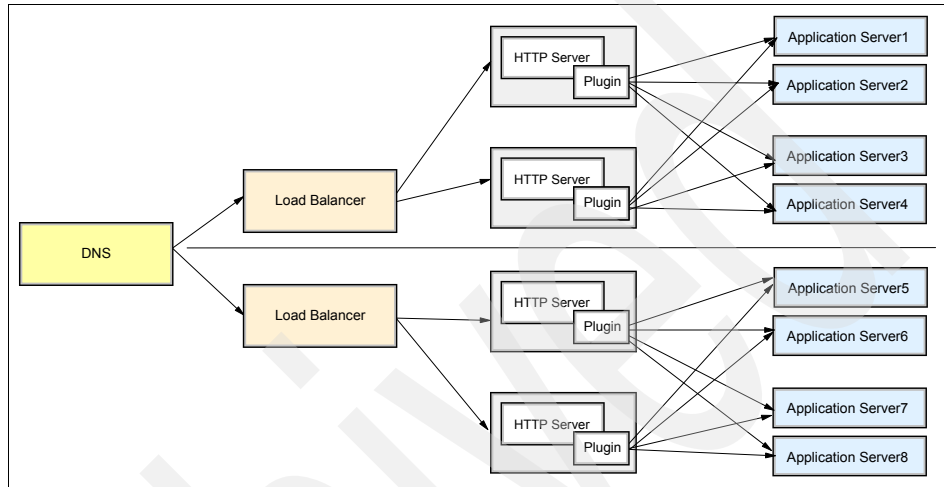 HTTP Server
Plugin
Application Server1
Application Server2
HTTP Server
Plugin
Application Server3
Application Server4
Load Balancer
DNS
Load Balancer
HTTP Server
Plugin
Application Server5
Application Server6
HTTP Server
Plugin
Application Server7
Application Server8